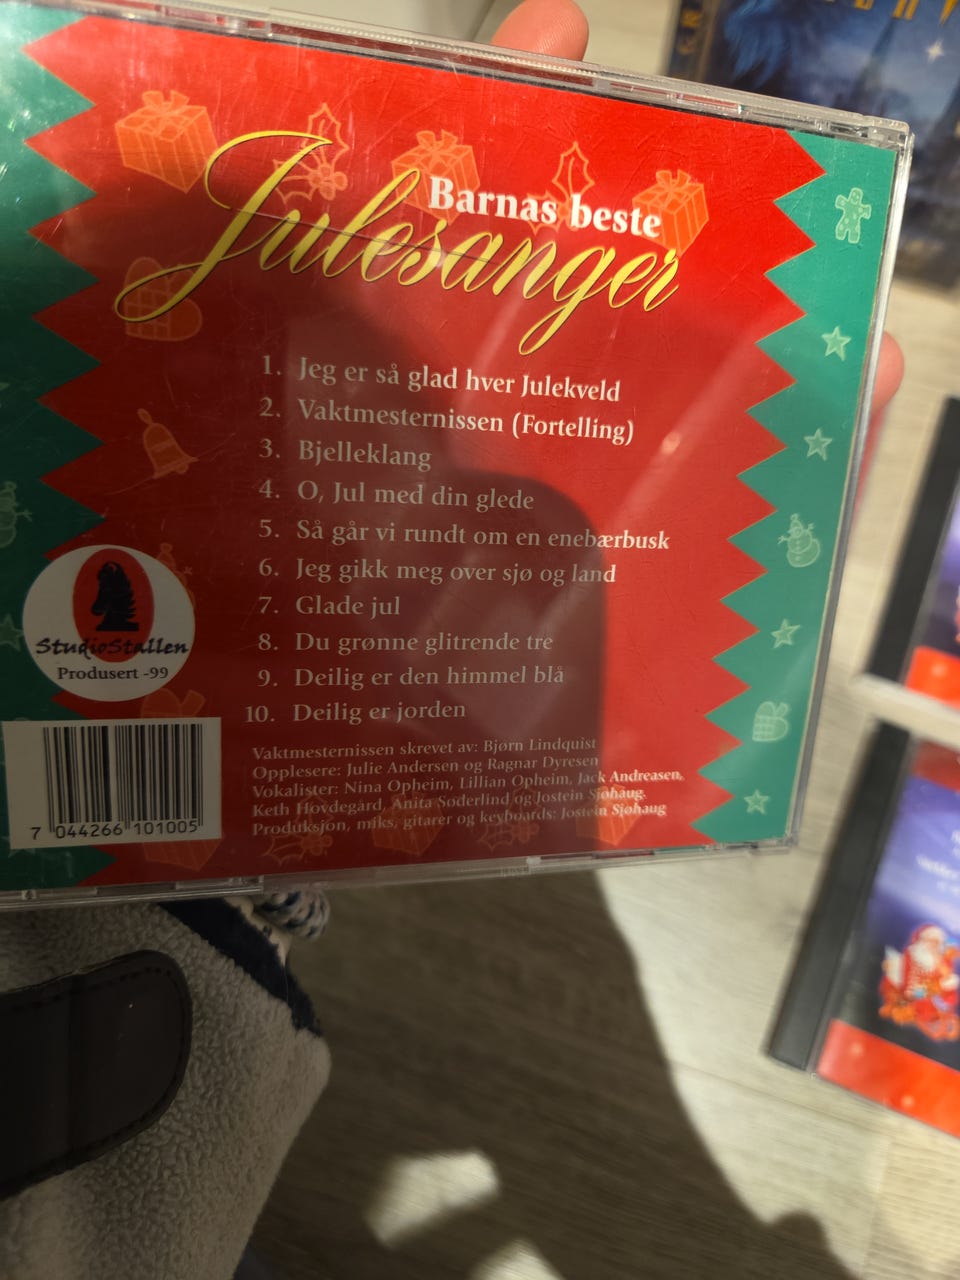 Barnas beste
Julesanger
1. Jeg er så glad hver Julekveld
2. Vaktmesternissen (Fortelling)
3. Bjelleklang
4. O, Jul med din glede
5. Så går vi rundt om en enebærbusk
6. Jeg gikk meg over sjø og land
7. Glade jul
8. Du grønne glitrende tre
9. Deilig er den himmel blå
10. Deilig er jorden
StudioStallen
Produsert -99
Vaktmesternissen skrevet av: Bjørn Lindquist
Opplesere: Julie Andersen og Ragnar Dyresen
Vokalister: Nina Opheim, Lillian Opheim, Jack Andreasen,
Keth Hovdegård, Anita Søderlind og Jostein Sjøhaug.
Produksjon, miks, gitarer og keyboards: Jostein Sjøhaug
7 044266 101005